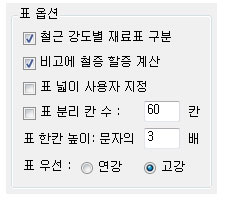 표 옵션
철근 강도별 재료표 구분
비고에 철증 할증 계산
표 넓이 사용자 지정
표 분리 칸 수 : 60 칸
표 한칸 높이: 문자의 3 배
표 우선 : 연강 고강